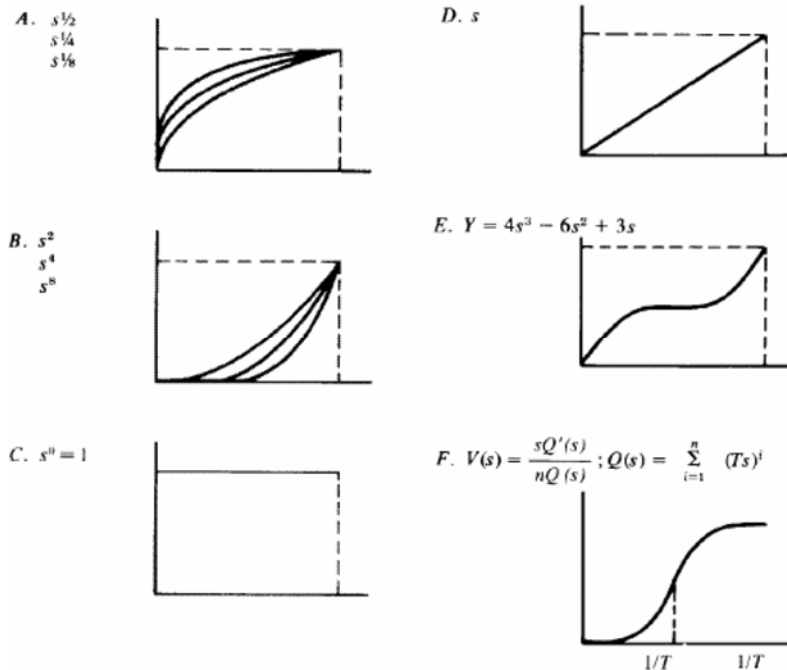 A. s½
s¼
s⅛
B. s²
s⁴
s⁸
C. s⁰ = 1
D. s
E. Y = 4s³ − 6s² + 3s
F. V(s) = sQ′(s) / nQ (s) ; Q(s) = n Σ i=1 (Ts)ⁱ
1/T 1/T